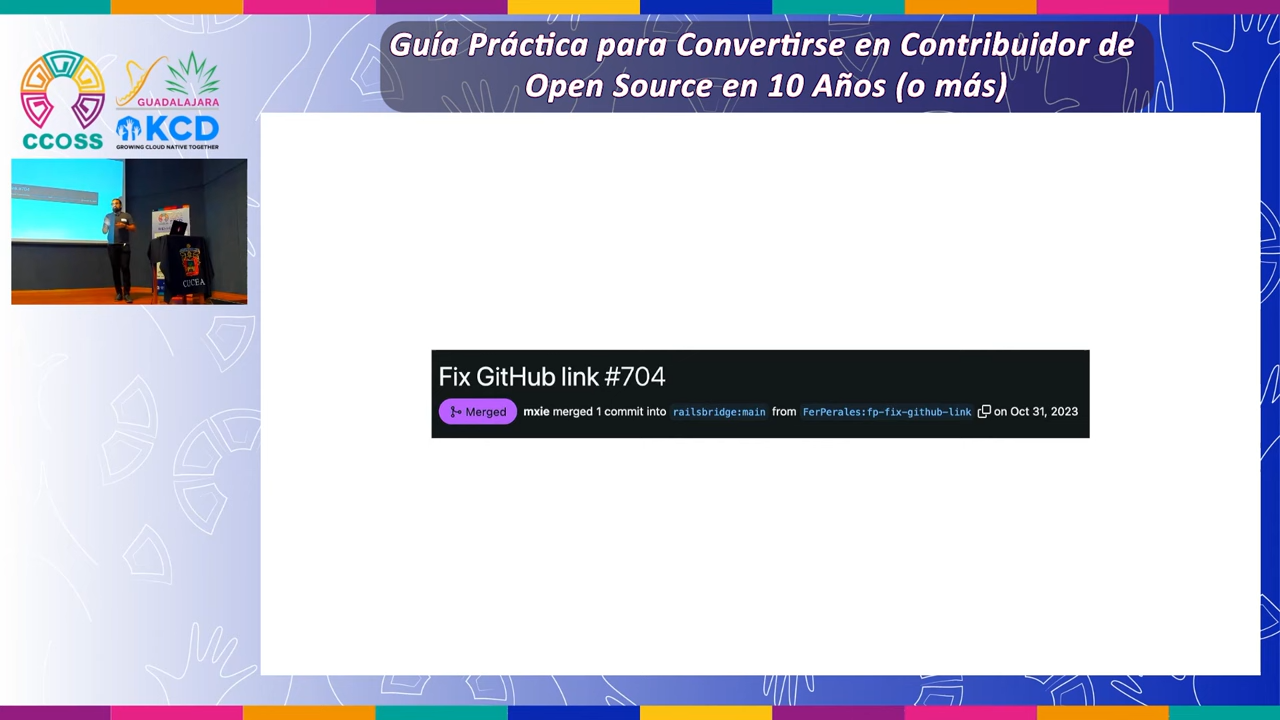 Guía Práctica para Convertirse en Contribuidor de
Open Source en 10 Años (o más)
CCOSS
GUADALAJARA
KCD
GROWING CLOUD NATIVE TOGETHER
CUCEA
Fix GitHub link #704
Merged mxie merged 1 commit into railsbridge:main from FerPerales:fp-fix-github-link on Oct 31, 2023